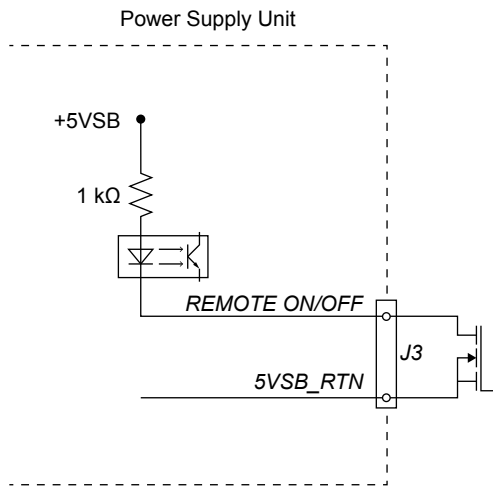 Power Supply Unit
+5VSB
1 kΩ
REMOTE ON/OFF
J3
5VSB_RTN